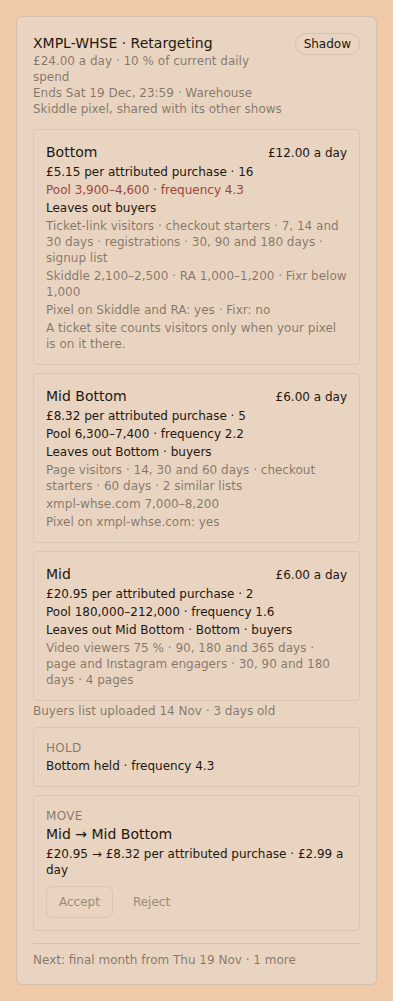 XMPL-WHSE · Retargeting
Shadow
£24.00 a day · 10 % of current daily
spend
Ends Sat 19 Dec, 23:59 · Warehouse
Skiddle pixel, shared with its other shows
Bottom
£12.00 a day
£5.15 per attributed purchase · 16
Pool 3,900–4,600 · frequency 4.3
Leaves out buyers
Ticket-link visitors · checkout starters · 7, 14 and
30 days · registrations · 30, 90 and 180 days ·
signup list
Skiddle 2,100–2,500 · RA 1,000–1,200 · Fixr below
1,000
Pixel on Skiddle and RA: yes · Fixr: no
A ticket site counts visitors only when your pixel
is on it there.
Mid Bottom
£6.00 a day
£8.32 per attributed purchase · 5
Pool 6,300–7,400 · frequency 2.2
Leaves out Bottom · buyers
Page visitors · 14, 30 and 60 days · checkout
starters · 60 days · 2 similar lists
xmpl-whse.com 7,000–8,200
Pixel on xmpl-whse.com: yes
Mid
£6.00 a day
£20.95 per attributed purchase · 2
Pool 180,000–212,000 · frequency 1.6
Leaves out Mid Bottom · Bottom · buyers
Video viewers 75 % · 90, 180 and 365 days ·
page and Instagram engagers · 30, 90 and 180
days · 4 pages
Buyers list uploaded 14 Nov · 3 days old
HOLD
Bottom held · frequency 4.3
MOVE
Mid → Mid Bottom
£20.95 → £8.32 per attributed purchase · £2.99 a
day
Accept
Reject
Next: final month from Thu 19 Nov · 1 more